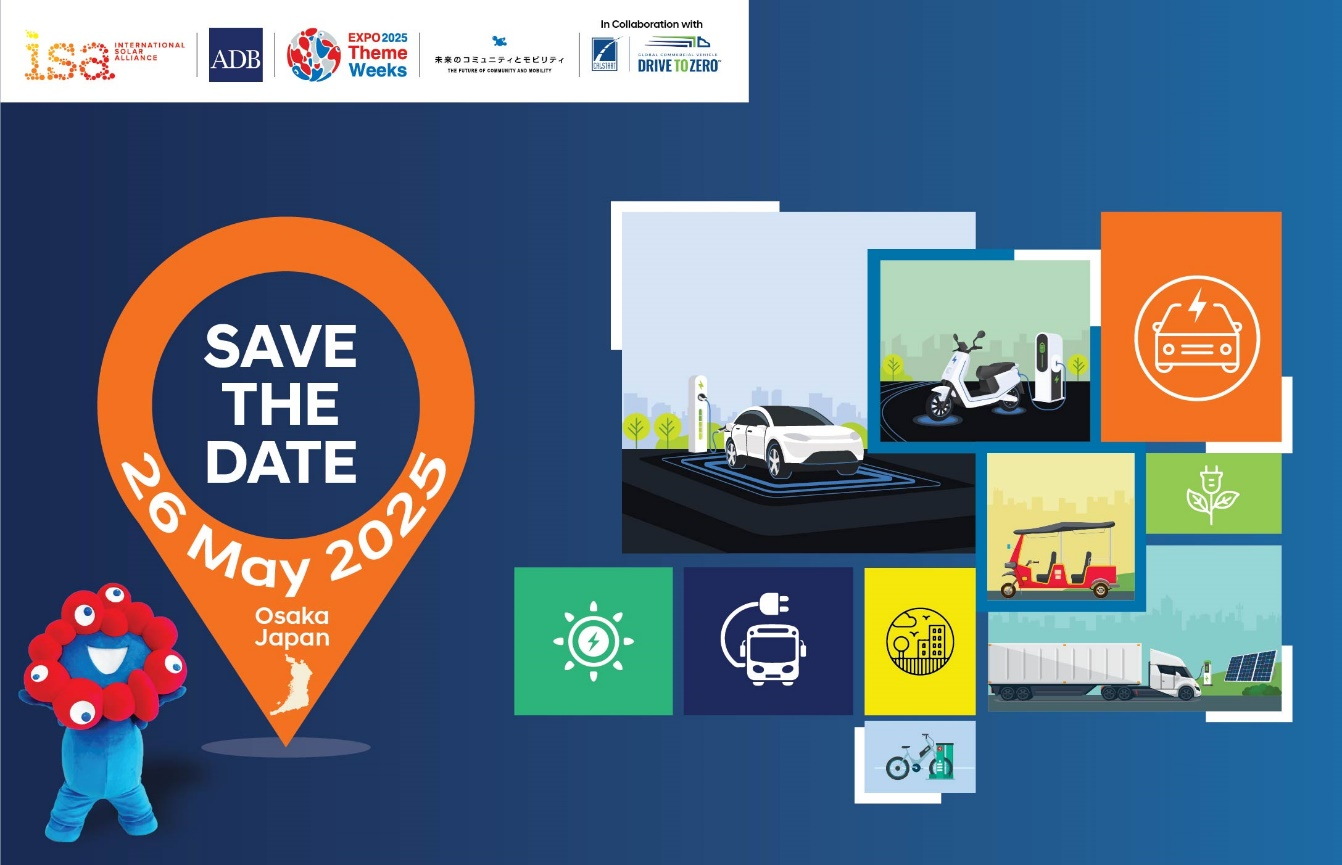 isa
INTERNATIONAL
SOLAR
ALLIANCE
ADB
EXPO 2025
Theme
Weeks
未来のコミュニティとモビリティ
THE FUTURE OF COMMUNITY AND MOBILITY
In Collaboration with
CALSTART
GLOBAL COMMERCIAL VEHICLE
DRIVE TO ZERO™
SAVE
THE
DATE
26 May 2025
Osaka
Japan